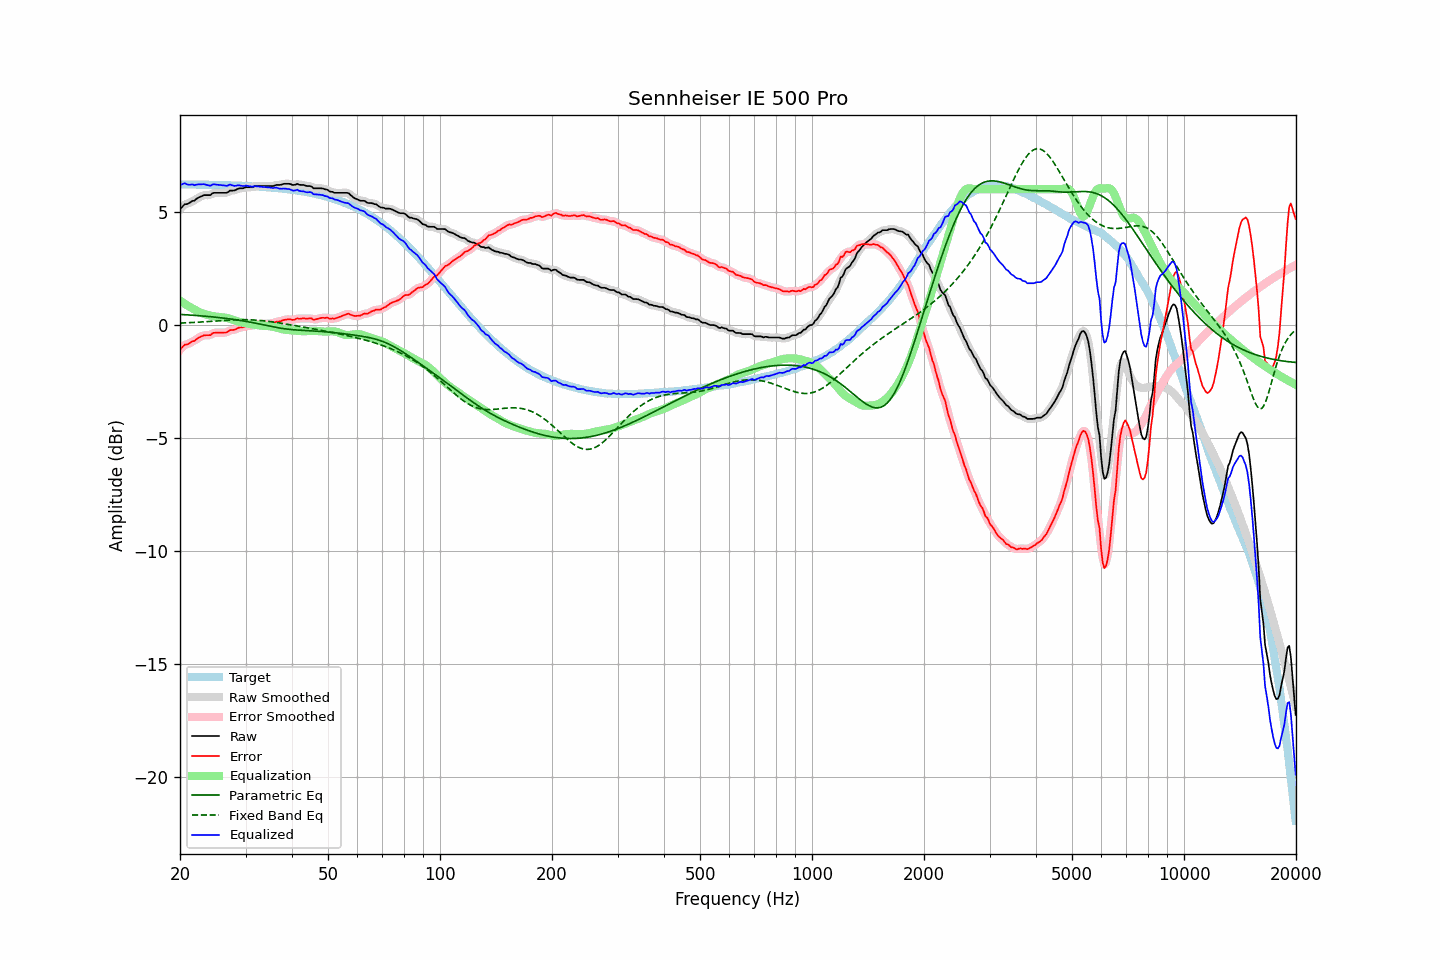 Sennheiser IE 500 Pro
Amplitude (dBr)
5
0
−5
−10
−15
−20
Target
Raw Smoothed
Error Smoothed
Raw
Error
Equalization
Parametric Eq
Fixed Band Eq
Equalized
20 50 100 200 500 1000 2000 5000 10000 20000
Frequency (Hz)